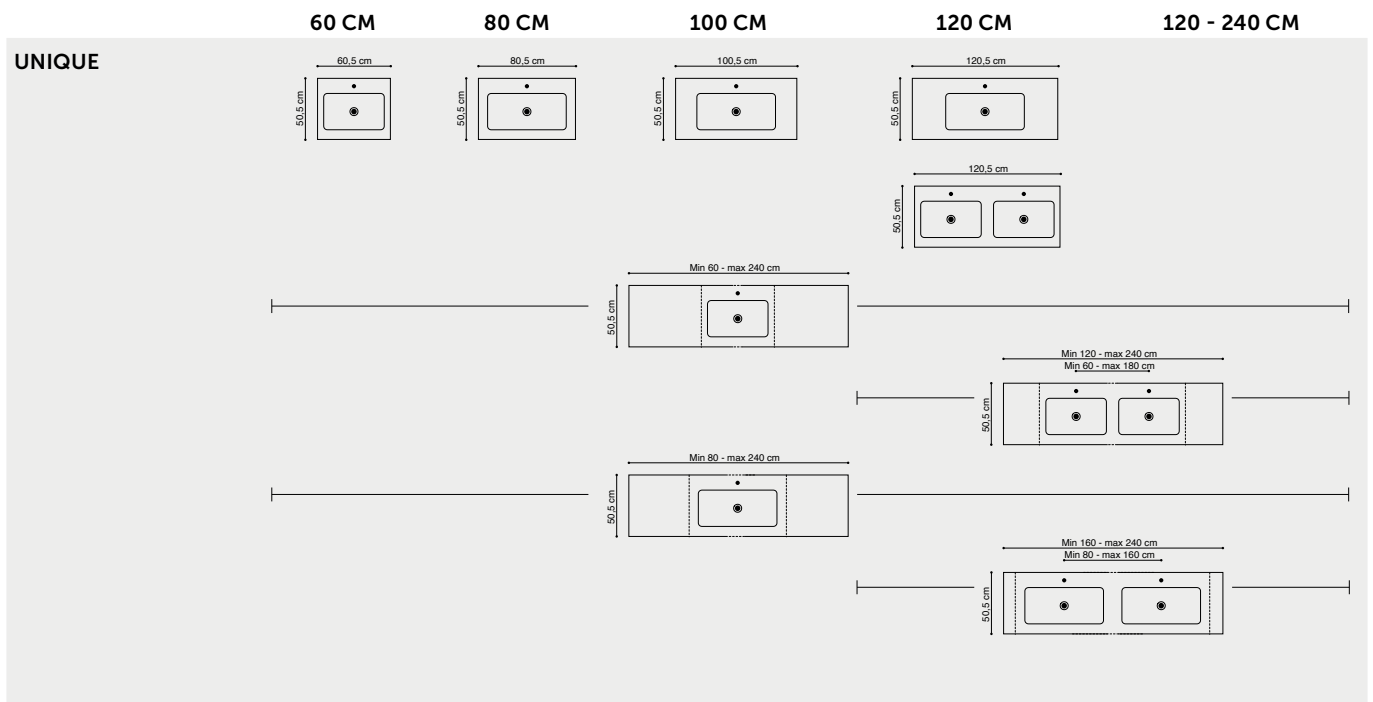 60 CM 80 CM 100 CM 120 CM 120 - 240 CM
UNIQUE
60,5 cm 80,5 cm 100,5 cm 120,5 cm
50,5 cm 50,5 cm 50,5 cm 50,5 cm
120,5 cm
50,5 cm
Min 60 - max 240 cm
50,5 cm
Min 120 - max 240 cm
Min 60 - max 180 cm
50,5 cm
Min 80 - max 240 cm
50,5 cm
Min 160 - max 240 cm
Min 80 - max 160 cm
50,5 cm